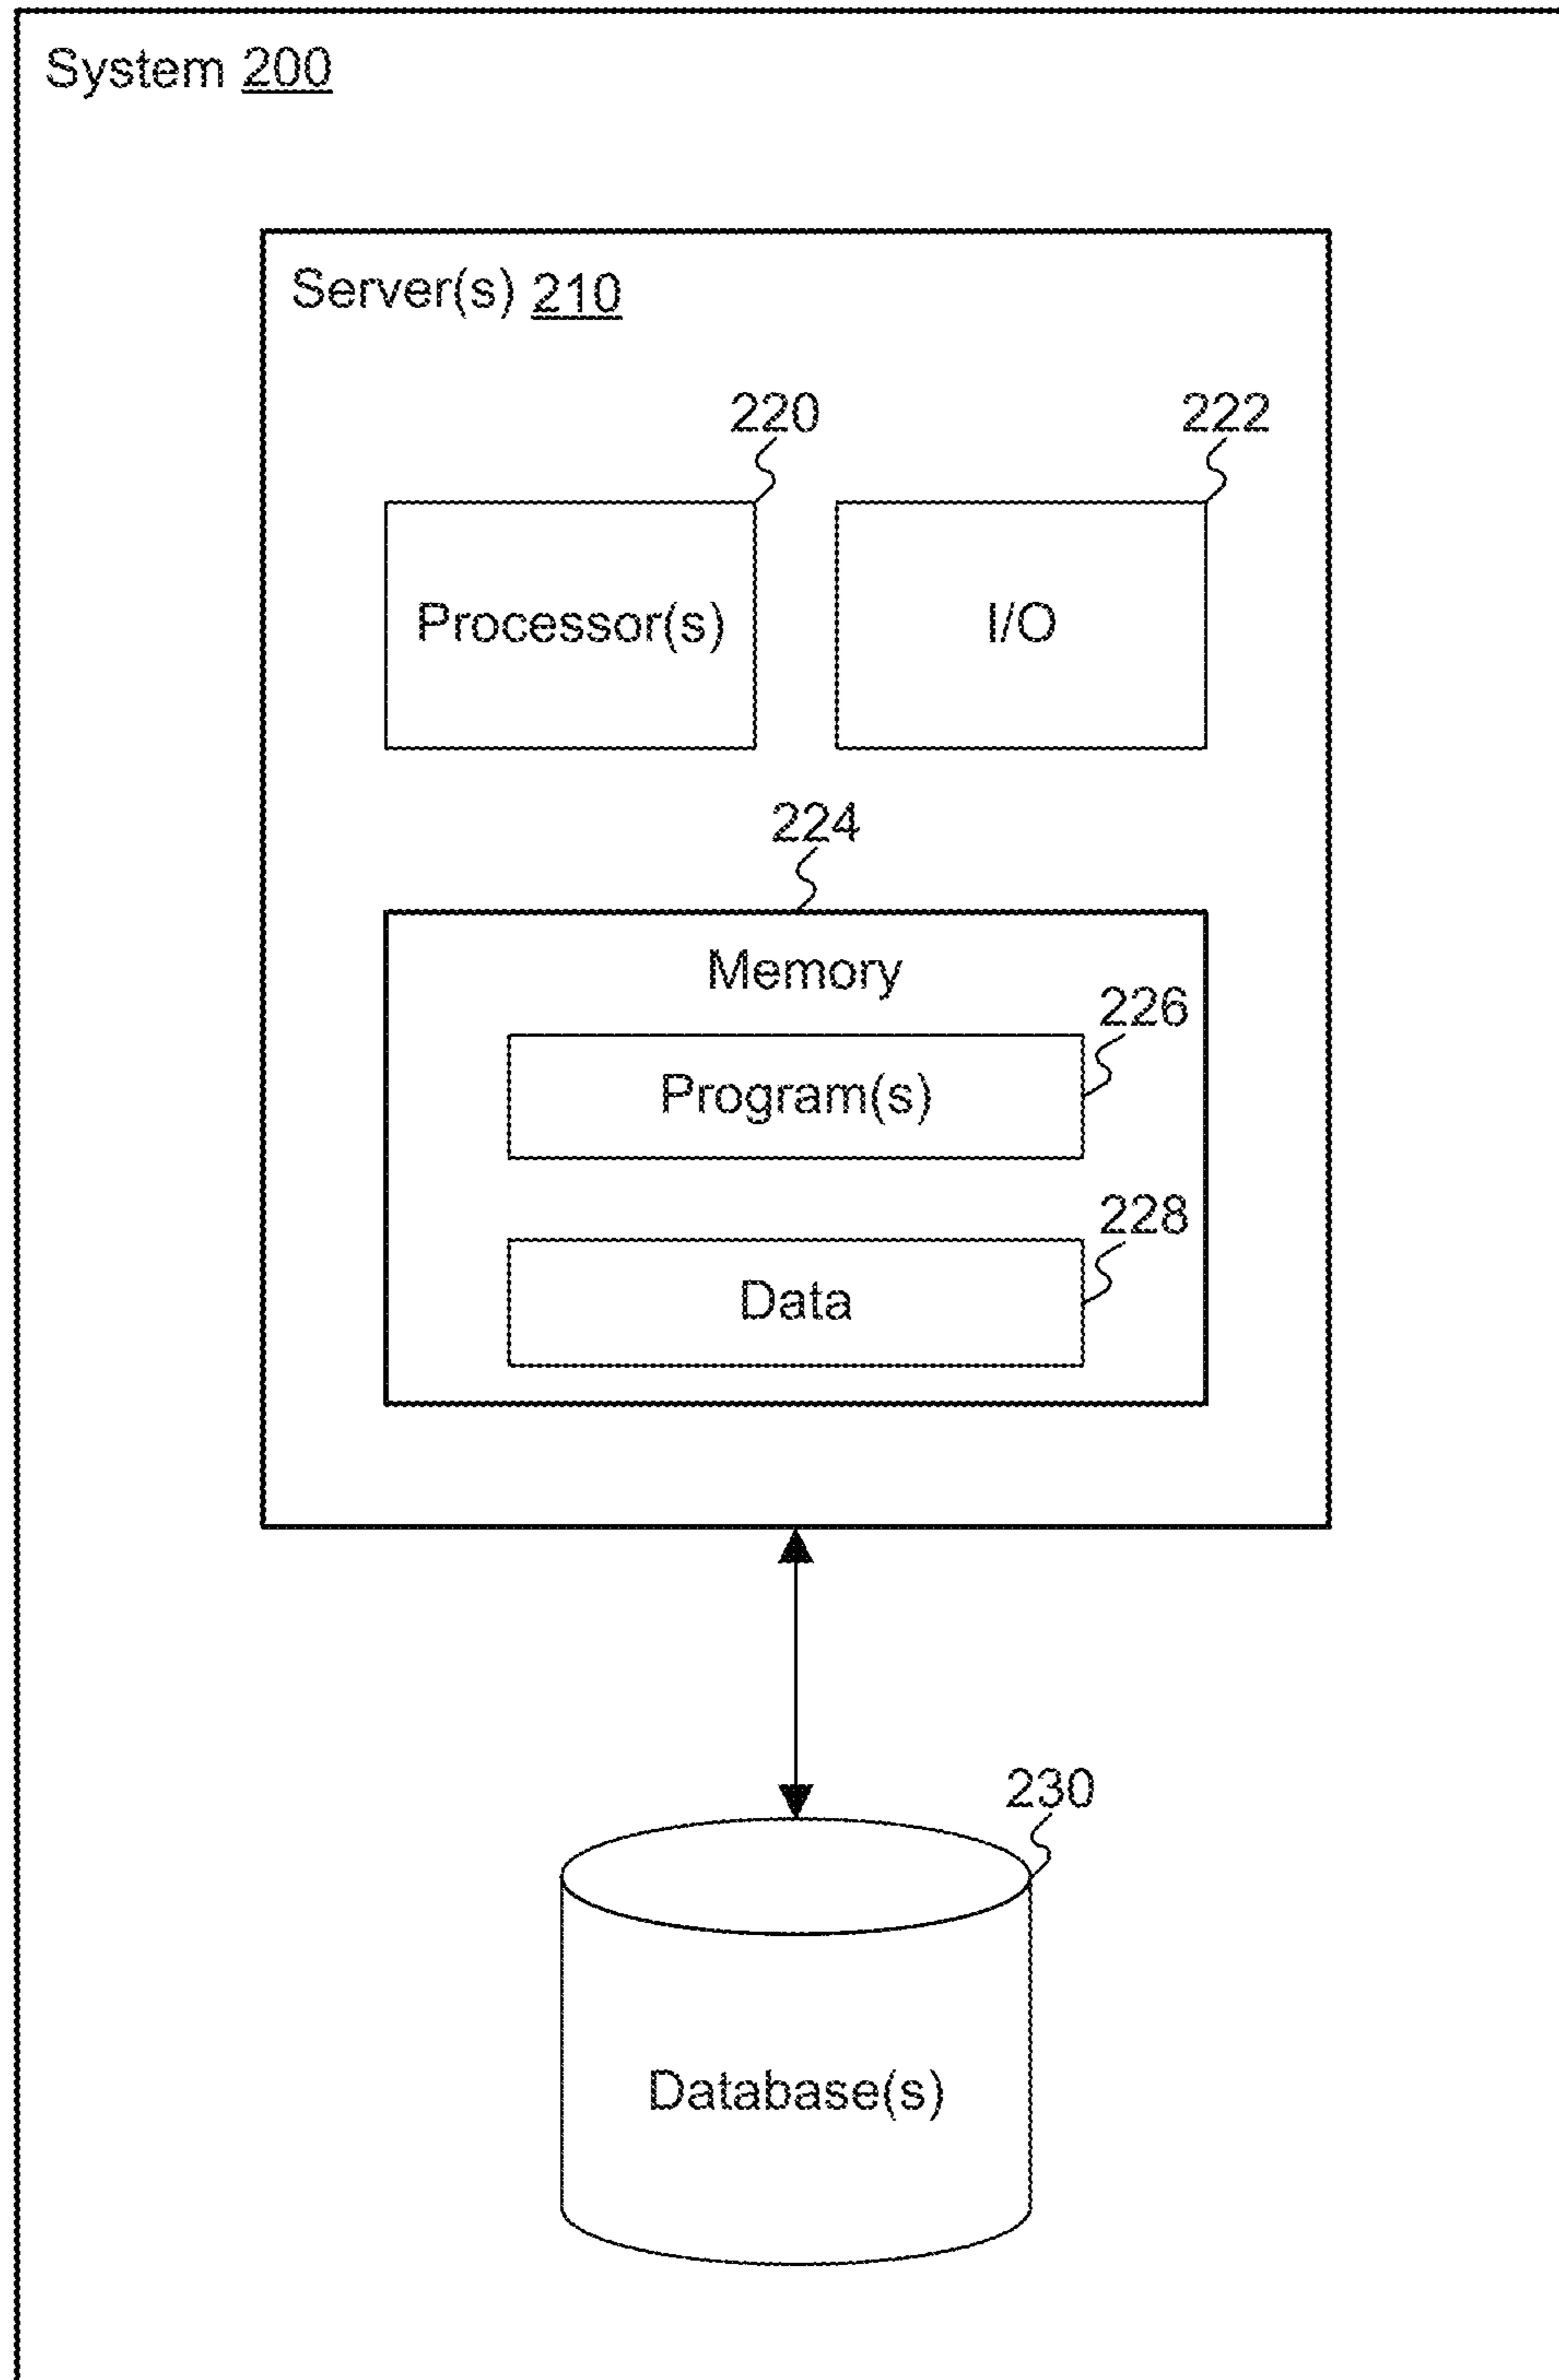 System 200
Server(s) 210
220
222
Processor(s)
I/O
224
Memory
226
Program(s)
228
Data
230
Database(s)